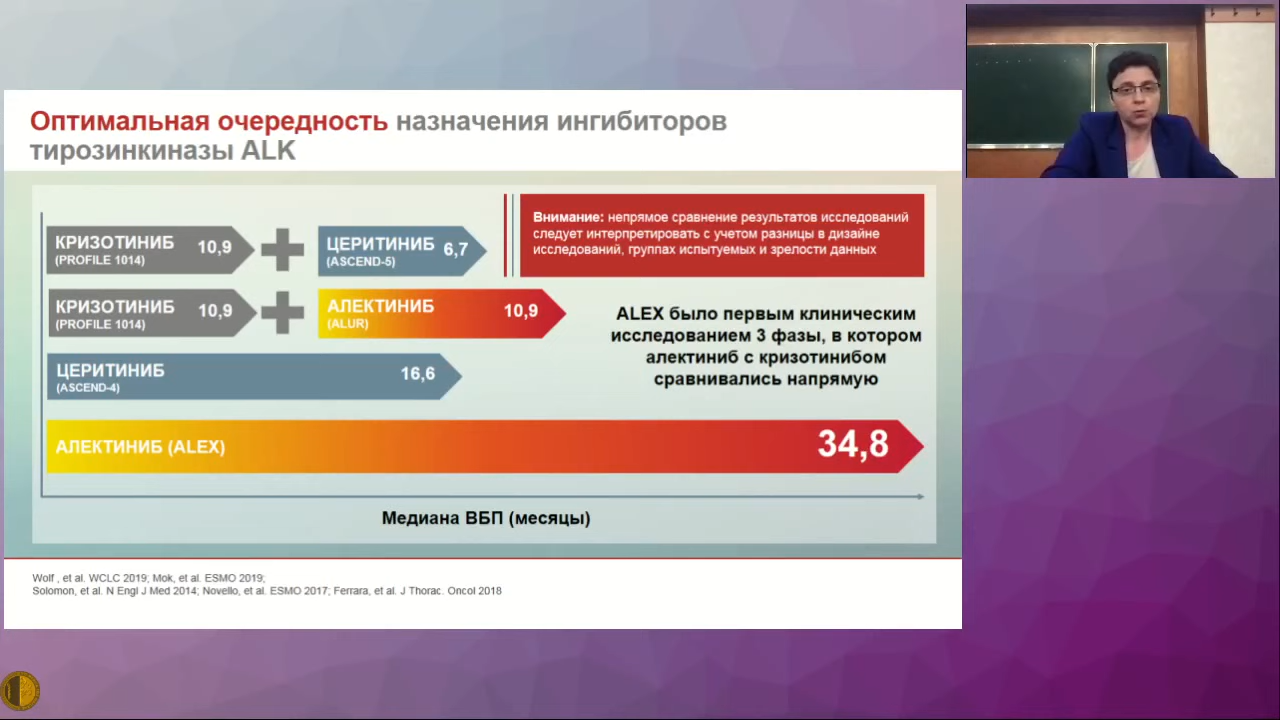 Оптимальная очередность назначения ингибиторов
тирозинкиназы ALK
КРИЗОТИНИБ 10,9
(PROFILE 1014)
ЦЕРИТИНИБ 6,7
(ASCEND-5)
Внимание: непрямое сравнение результатов исследований
следует интерпретировать с учетом разницы в дизайне
исследований, группах испытуемых и зрелости данных
КРИЗОТИНИБ 10,9
(PROFILE 1014)
АЛЕКТИНИБ 10,9
(ALUR)
ALEX было первым клиническим
исследованием 3 фазы, в котором
алектиниб с кризотинибом
сравнивались напрямую
ЦЕРИТИНИБ 16,6
(ASCEND-4)
АЛЕКТИНИБ (ALEX) 34,8
Медиана ВБП (месяцы)
Wolf , et al. WCLC 2019; Mok, et al. ESMO 2019;
Solomon, et al. N Engl J Med 2014; Novello, et al. ESMO 2017; Ferrara, et al. J Thorac. Oncol 2018